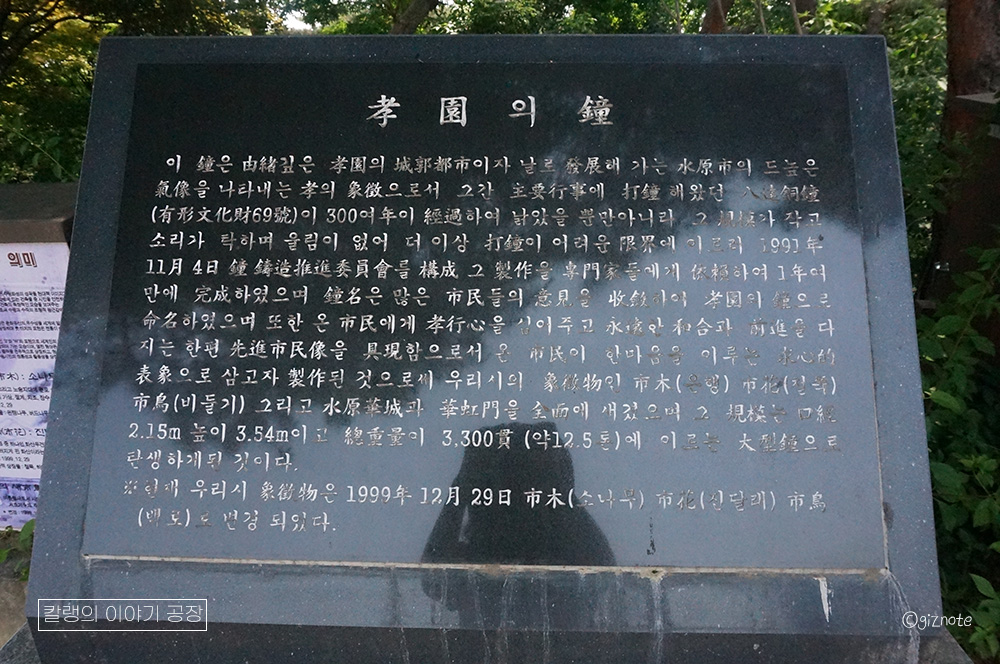 孝園의 鐘
이 鐘은 由緖깊은 孝園의 城郭都市이자 날로 發展해 가는 水原市의 드높은
氣像을 나타내는 孝의 象徵으로서 그간 主要行事에 打鐘 해왔던 八達銅鐘
(有形文化財69號)이 300여年이 經過하여 낡았을 뿐만아니라 그 規模가 작고
소리가 탁하며 울림이 없어 더 이상 打鐘이 어려운 限界에 이르러 1991年
11月 4日 鐘 鑄造推進委員會를 構成 그 製作을 專門家들에게 依賴하여 1年여
만에 完成하였으며 鐘名은 많은 市民들의 意見을 收斂하여 孝園의 鐘으로
命名하였으며 또한 온 市民에게 孝行心을 심어주고 永遠한 和合과 前進을 다
지는 한편 先進市民像을 具現함으로서 온 市民이 한마음을 이루는 求心的
表象으로 삼고자 製作된 것으로써 우리시의 象徵物인 市木(은행) 市花(철쭉)
市鳥(비들기) 그리고 水原華城과 華虹門을 全面에 새겼으며 그 規模는 口經
2.15m 높이 3.54m이고 總重量이 3.300貫 (약12.5톤)에 이르는 大型鐘으로
탄생하게된 것이다.
※현재 우리시 象徵物은 1999年 12月 29日 市木(소나무) 市花(진달래) 市鳥
(백로)로 변경 되었다.
의미
칼랭의 이야기 공장
©giznote